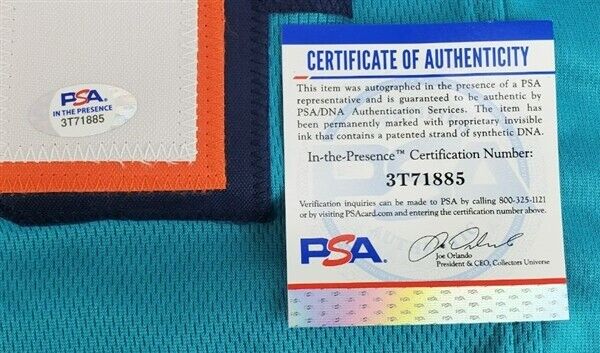 PSA
IN THE PRESENCE
3T71885
CERTIFICATE OF AUTHENTICITY
This item was autographed in the presence of a PSA
representative and is guaranteed to be authentic by
PSA/DNA Authentication Services. The item has
been permanently marked with proprietary invisible
ink that contains a patented strand of synthetic DNA.
In-the-Presence™ Certification Number:
3T71885
Verification inquiries can be made to PSA by calling 800-325-1121
or by visiting PSAcard.com and entering the certification number above.
PSA
Joe Orlando
President & CEO, Collectors Universe